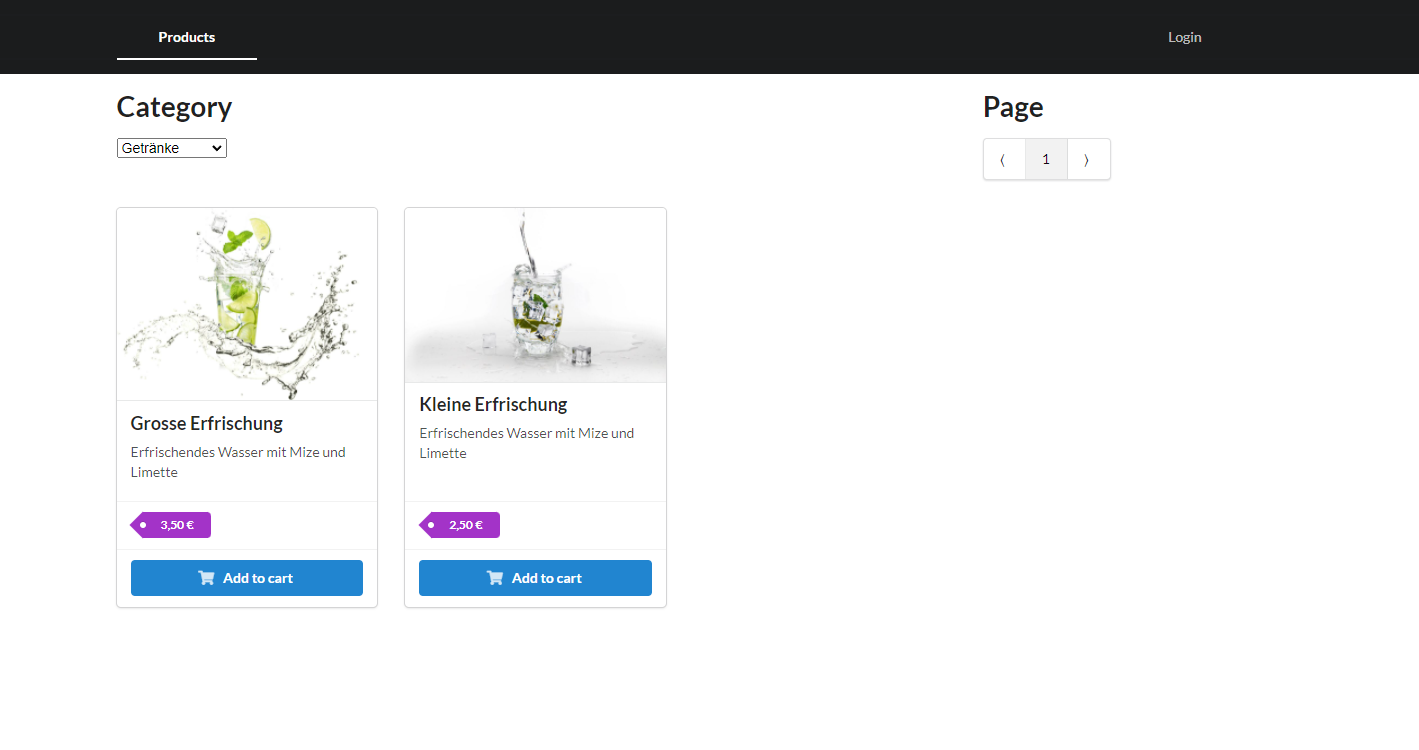 Products
Login
Category
Page
Getränke
⟨ 1 ⟩
Grosse Erfrischung
Erfrischendes Wasser mit Mize und
Limette
3,50 €
Add to cart
Kleine Erfrischung
Erfrischendes Wasser mit Mize und
Limette
2,50 €
Add to cart